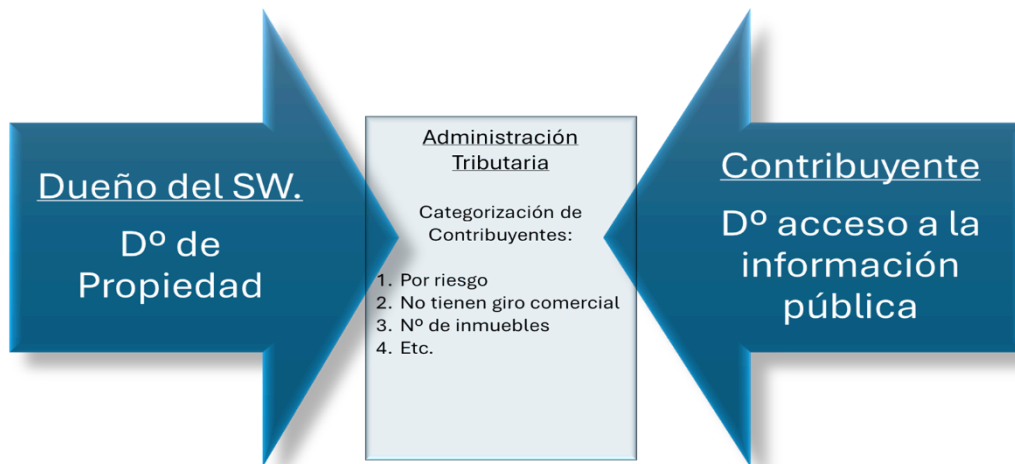 Dueño del SW.
Dº de
Propiedad
Administración
Tributaria
Categorización de
Contribuyentes:
1. Por riesgo
2. No tienen giro comercial
3. Nº de inmuebles
4. Etc.
Contribuyente
Dº acceso a la
información
pública